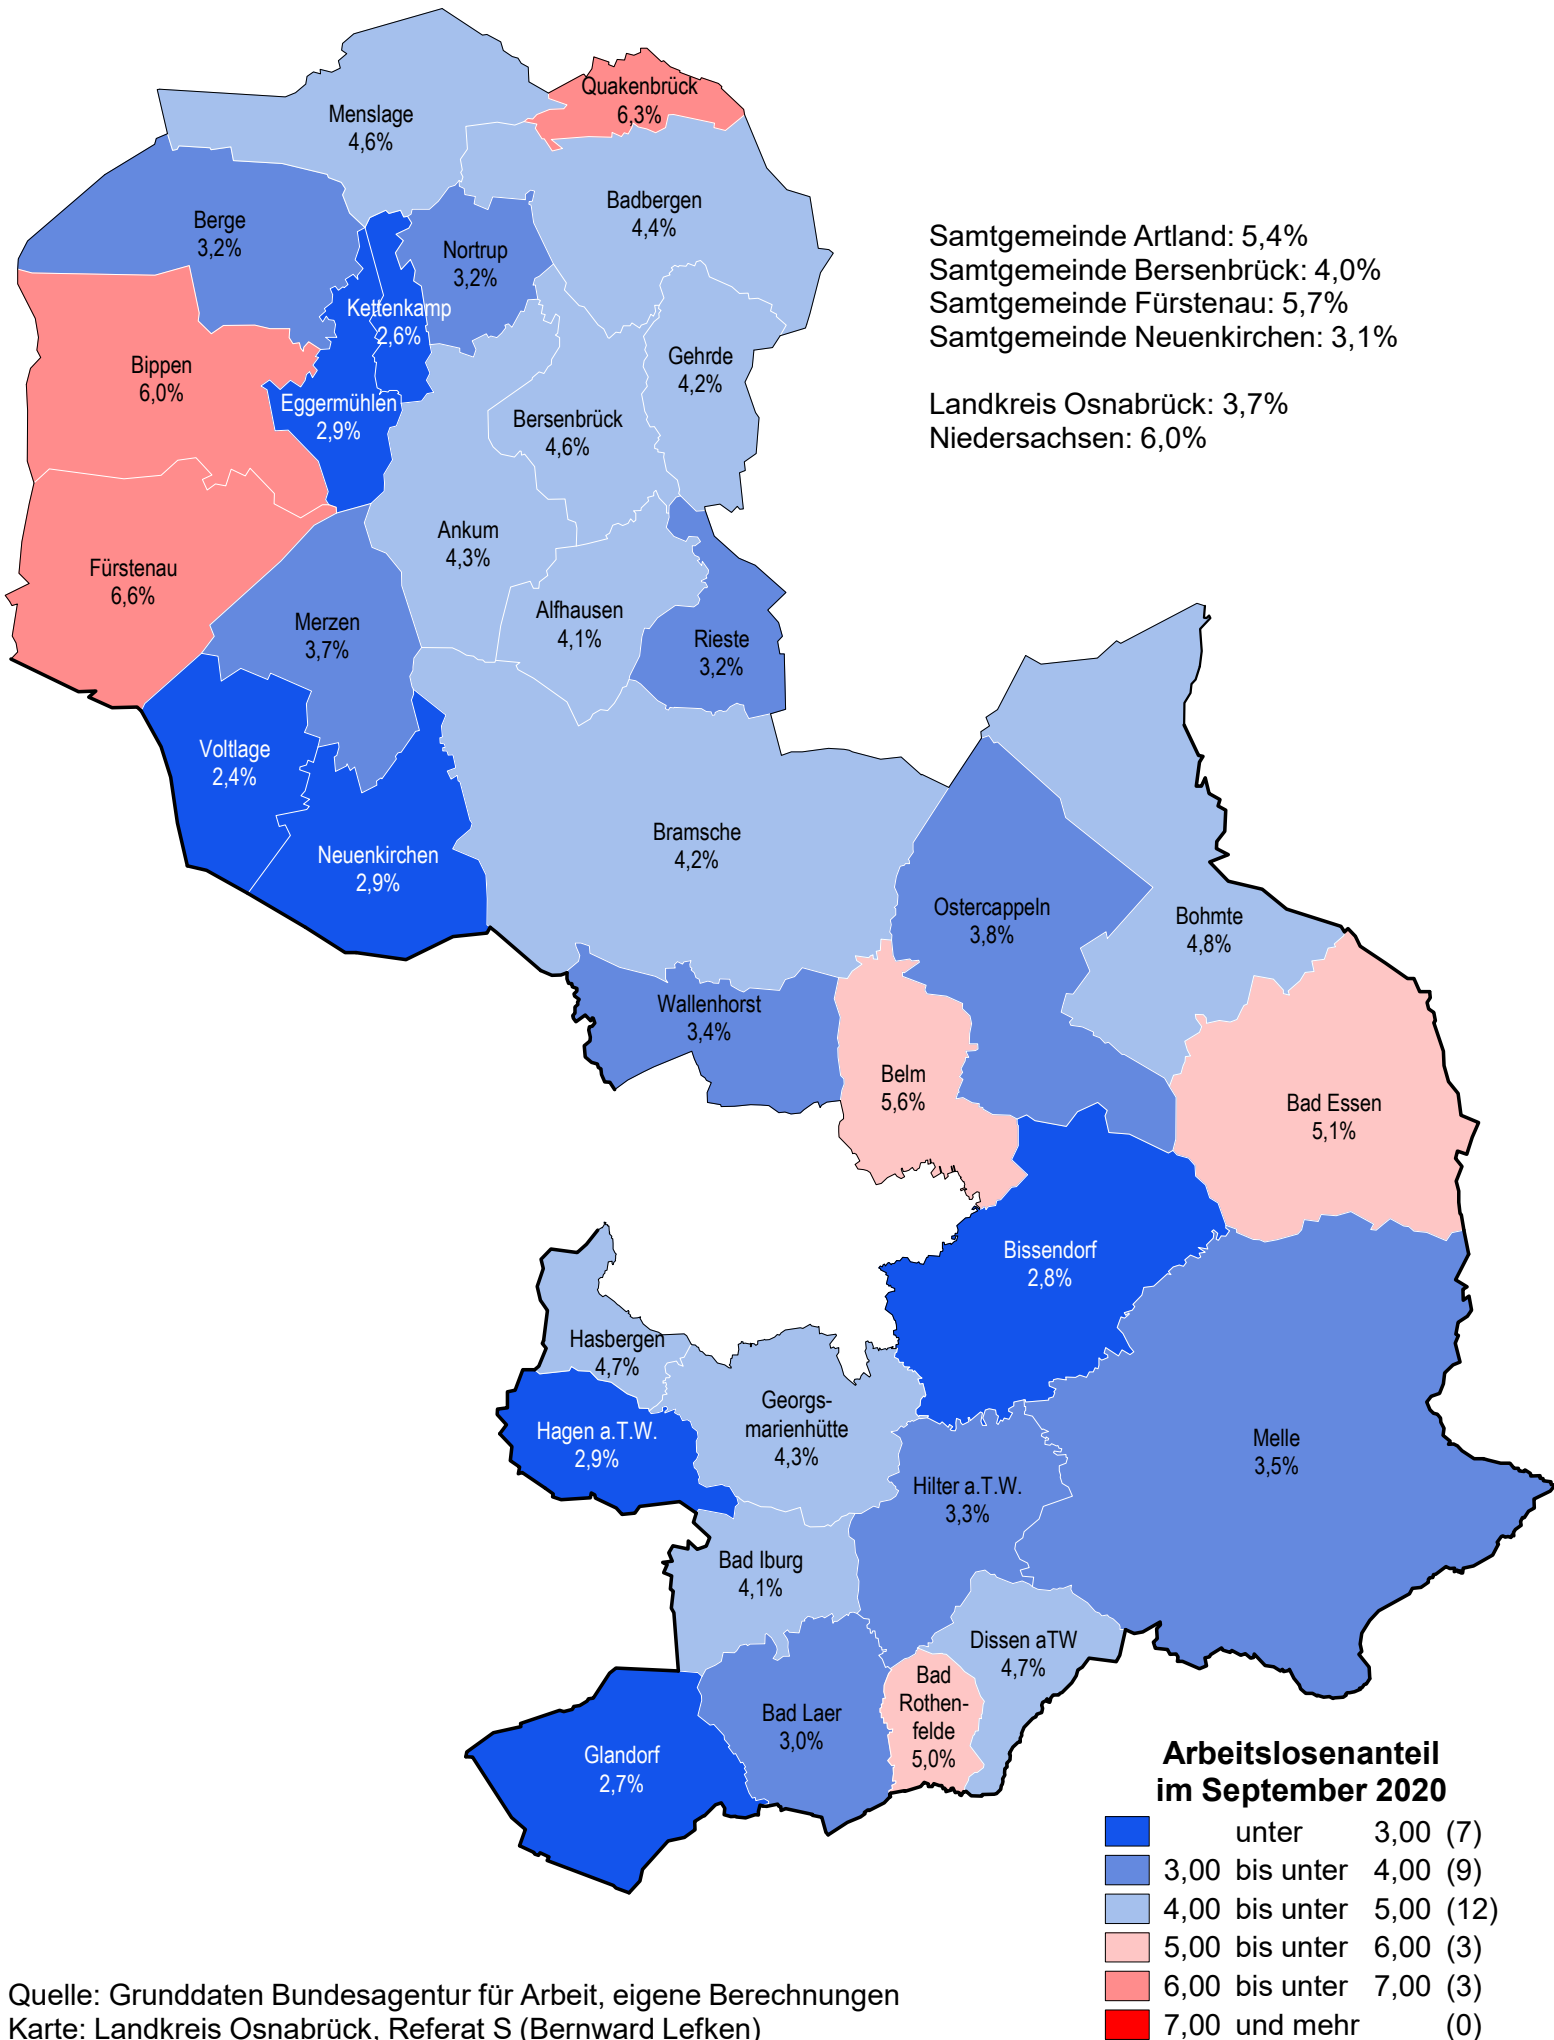 Menslage
4,6%
Quakenbrück
6,3%
Berge
3,2%
Nortrup
3,2%
Badbergen
4,4%
Samtgemeinde Artland: 5,4%
Samtgemeinde Bersenbrück: 4,0%
Samtgemeinde Fürstenau: 5,7%
Samtgemeinde Neuenkirchen: 3,1%
Landkreis Osnabrück: 3,7%
Niedersachsen: 6,0%
Kettenkamp
2,6%
Bippen
6,0%
Eggermühlen
2,9%
Gehrde
4,2%
Bersenbrück
4,6%
Ankum
4,3%
Fürstenau
6,6%
Merzen
3,7%
Alfhausen
4,1%
Rieste
3,2%
Voltlage
2,4%
Neuenkirchen
2,9%
Bramsche
4,2%
Ostercappeln
3,8%
Bohmte
4,8%
Wallenhorst
3,4%
Belm
5,6%
Bad Essen
5,1%
Bissendorf
2,8%
Hasbergen
4,7%
Hagen a.T.W.
2,9%
Georgs-
marienhütte
4,3%
Melle
3,5%
Hilter a.T.W.
3,3%
Bad Iburg
4,1%
Dissen aTW
4,7%
Bad
Rothen-
felde
5,0%
Bad Laer
3,0%
Glandorf
2,7%
Arbeitslosenanteil
im September 2020
unter 3,00 (7)
3,00 bis unter 4,00 (9)
4,00 bis unter 5,00 (12)
5,00 bis unter 6,00 (3)
6,00 bis unter 7,00 (3)
7,00 und mehr (0)
Quelle: Grunddaten Bundesagentur für Arbeit, eigene Berechnungen
Karte: Landkreis Osnabrück, Referat S (Bernward Lefken)